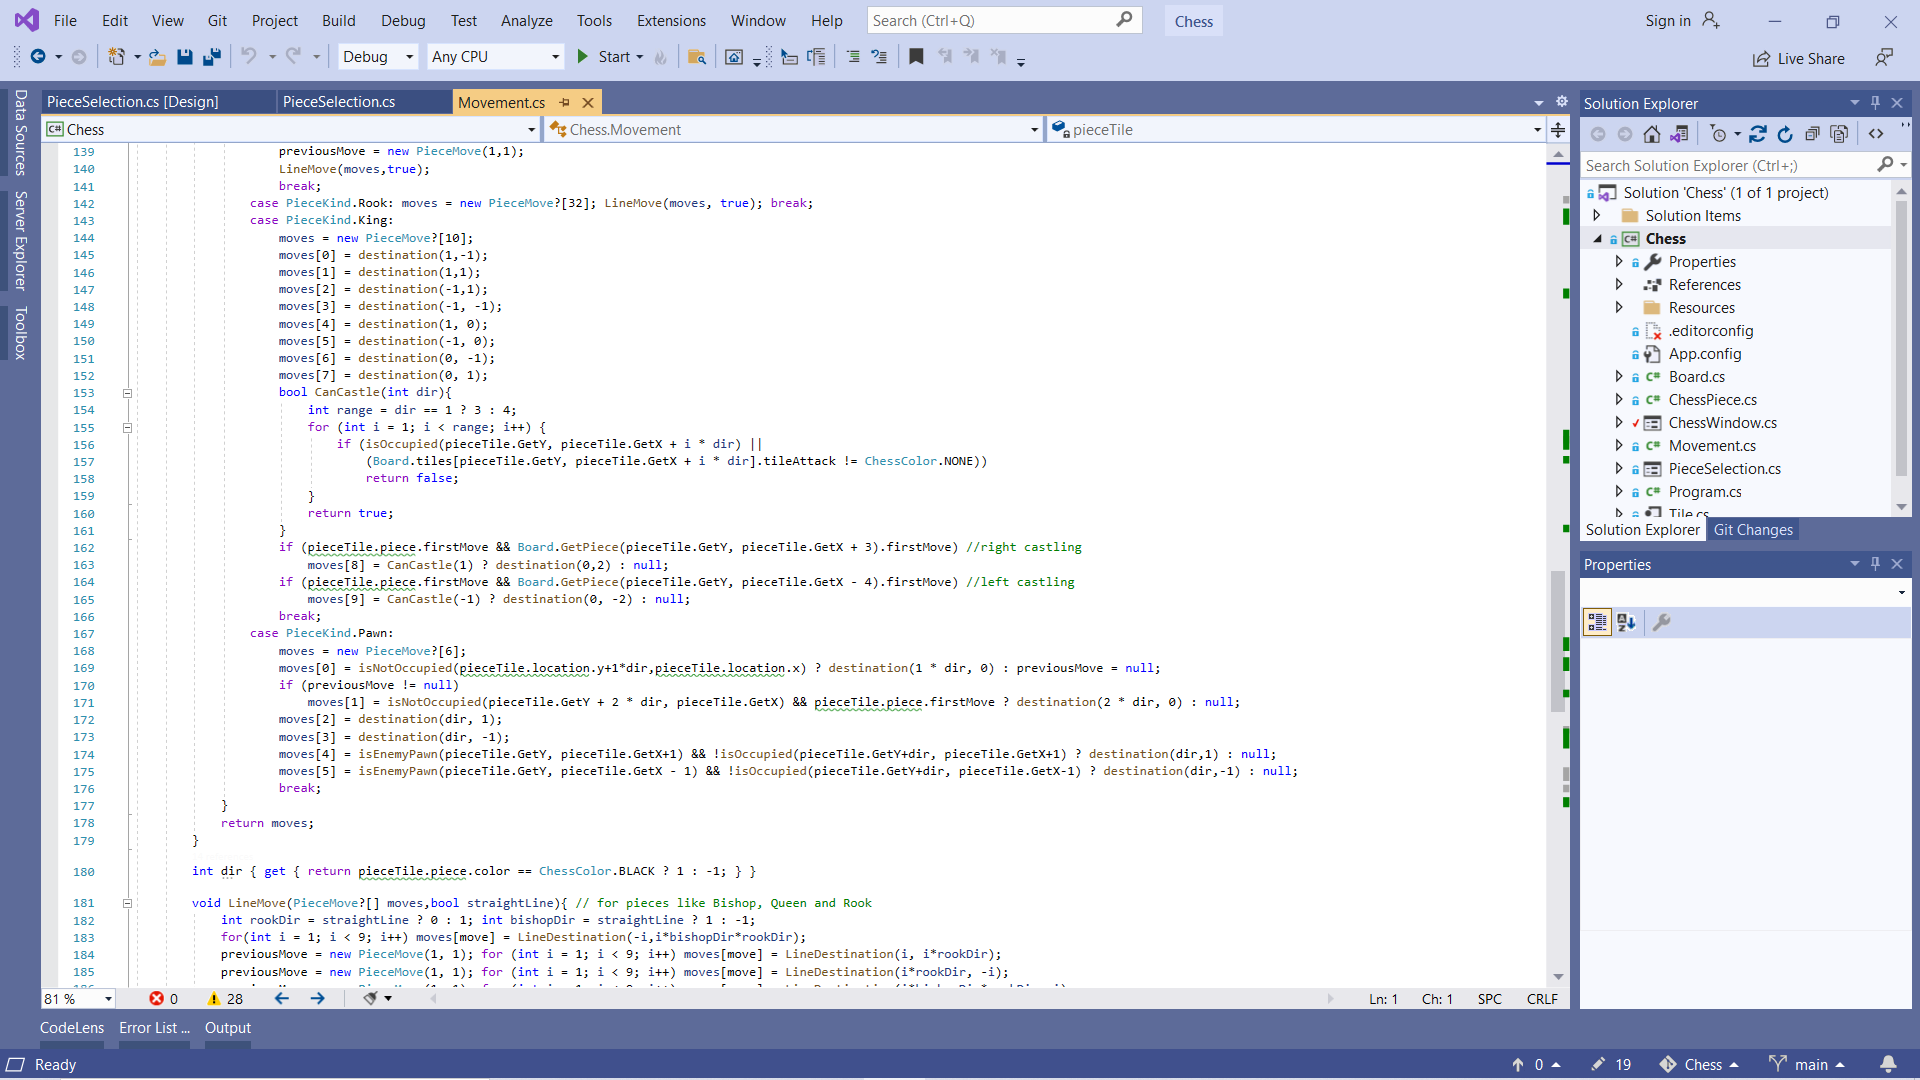 File Edit View Git Project Build Debug Test Analyze Tools Extensions Window Help Search (Ctrl+Q) Chess Sign in
Debug Any CPU Start Live Share
Data Sources
Server Explorer
Toolbox
PieceSelection.cs [Design] PieceSelection.cs Movement.cs
Chess Chess.Movement pieceTile
139 previousMove = new PieceMove(1,1);
140 LineMove(moves,true);
141 break;
142 case PieceKind.Rook: moves = new PieceMove?[32]; LineMove(moves, true); break;
143 case PieceKind.King:
144 moves = new PieceMove?[10];
145 moves[0] = destination(1,-1);
146 moves[1] = destination(1,1);
147 moves[2] = destination(-1,1);
148 moves[3] = destination(-1, -1);
149 moves[4] = destination(1, 0);
150 moves[5] = destination(-1, 0);
151 moves[6] = destination(0, -1);
152 moves[7] = destination(0, 1);
153 bool CanCastle(int dir){
154 int range = dir == 1 ? 3 : 4;
155 for (int i = 1; i < range; i++) {
156 if (isOccupied(pieceTile.GetY, pieceTile.GetX + i * dir) ||
157 (Board.tiles[pieceTile.GetY, pieceTile.GetX + i * dir].tileAttack != ChessColor.NONE))
158 return false;
159 }
160 return true;
161 }
162 if (pieceTile.piece.firstMove && Board.GetPiece(pieceTile.GetY, pieceTile.GetX + 3).firstMove) //right castling
163 moves[8] = CanCastle(1) ? destination(0,2) : null;
164 if (pieceTile.piece.firstMove && Board.GetPiece(pieceTile.GetY, pieceTile.GetX - 4).firstMove) //left castling
165 moves[9] = CanCastle(-1) ? destination(0, -2) : null;
166 break;
167 case PieceKind.Pawn:
168 moves = new PieceMove?[6];
169 moves[0] = isNotOccupied(pieceTile.location.y+1*dir,pieceTile.location.x) ? destination(1 * dir, 0) : previousMove = null;
170 if (previousMove != null)
171 moves[1] = isNotOccupied(pieceTile.GetY + 2 * dir, pieceTile.GetX) && pieceTile.piece.firstMove ? destination(2 * dir, 0) : null;
172 moves[2] = destination(dir, 1);
173 moves[3] = destination(dir, -1);
174 moves[4] = isEnemyPawn(pieceTile.GetY, pieceTile.GetX+1) && !isOccupied(pieceTile.GetY+dir, pieceTile.GetX+1) ? destination(dir,1) : null;
175 moves[5] = isEnemyPawn(pieceTile.GetY, pieceTile.GetX - 1) && !isOccupied(pieceTile.GetY+dir, pieceTile.GetX-1) ? destination(dir,-1) : null;
176 break;
177 }
178 return moves;
179 }
180 int dir { get { return pieceTile.piece.color == ChessColor.BLACK ? 1 : -1; } }
181 void LineMove(PieceMove?[] moves,bool straightLine){ // for pieces like Bishop, Queen and Rook
182 int rookDir = straightLine ? 0 : 1; int bishopDir = straightLine ? 1 : -1;
183 for(int i = 1; i < 9; i++) moves[move] = LineDestination(-i,i*bishopDir*rookDir);
184 previousMove = new PieceMove(1, 1); for (int i = 1; i < 9; i++) moves[move] = LineDestination(i, i*rookDir);
185 previousMove = new PieceMove(1, 1); for (int i = 1; i < 9; i++) moves[move] = LineDestination(i*rookDir, -i);
81 % 0 28 Ln: 1 Ch: 1 SPC CRLF
Solution Explorer
Search Solution Explorer (Ctrl+;)
Solution 'Chess' (1 of 1 project)
Solution Items
Chess
Properties
References
Resources
.editorconfig
App.config
Board.cs
ChessPiece.cs
ChessWindow.cs
Movement.cs
PieceSelection.cs
Program.cs
Tile.cs
Solution Explorer Git Changes
Properties
CodeLens Error List ... Output
Ready 0 19 Chess main